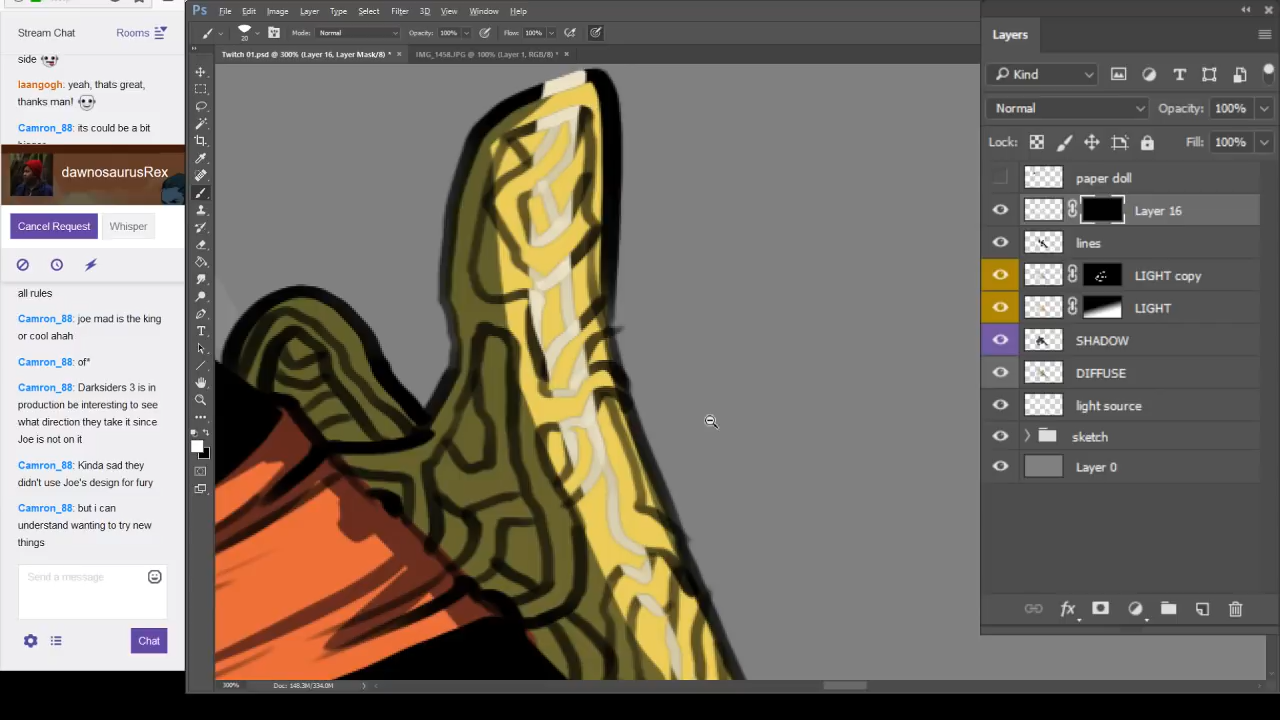 Stream Chat
Rooms
side
laangogh: yeah, thats great,
thanks man!
Camron_88: its could be a bit
dawnosaurusRex
Cancel Request
Whisper
all rules
Camron_88: joe mad is the king
or cool ahah
Camron_88: of*
Camron_88: Darksiders 3 is in
production be interesting to see
what direction they take it since
Joe is not on it
Camron_88: Kinda sad they
didn't use Joe's design for fury
Camron_88: but i can
understand wanting to try new
things
Send a message
Chat
Ps File Edit Image Layer Type Select Filter 3D View Window Help
20 Mode: Normal Opacity: 100% Flow: 100%
Twitch 01.psd @ 300% (Layer 16, Layer Mask/8) * × IMG_1458.JPG @ 100% (Layer 1, RGB/8) * ×
300% Doc: 148.3M/334.0M
Layers
Kind
Normal Opacity: 100%
Lock: Fill: 100%
paper doll
Layer 16
lines
LIGHT copy
LIGHT
SHADOW
DIFFUSE
light source
sketch
Layer 0
fx